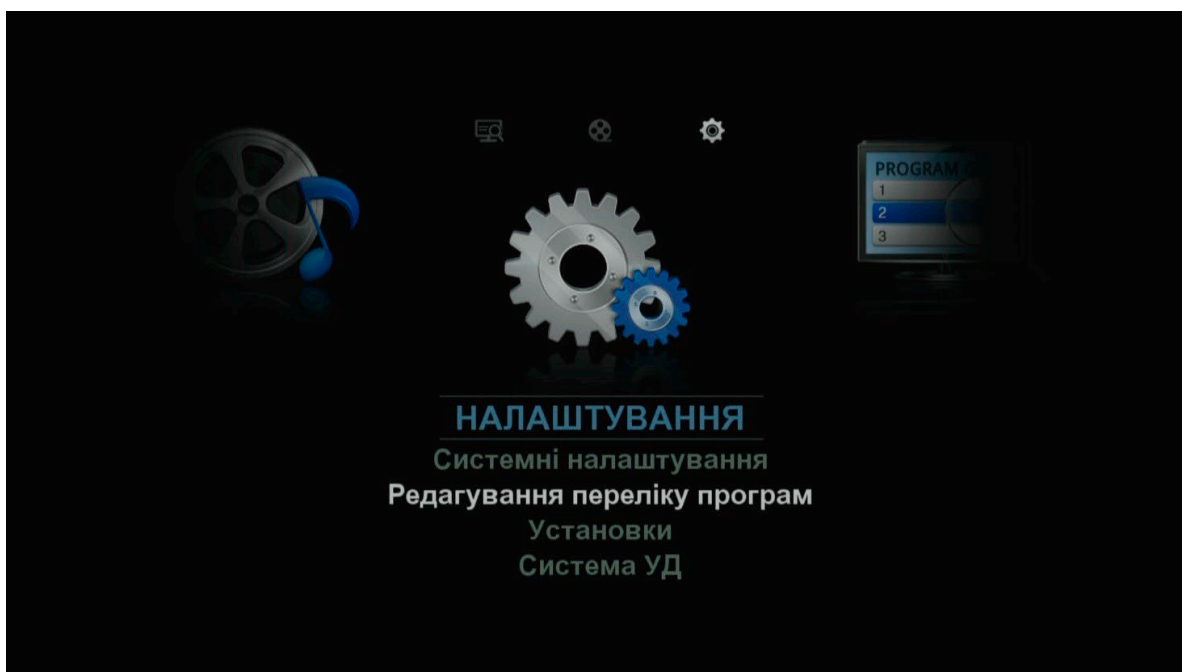 PROGRAM
1
2
3
НАЛАШТУВАННЯ
Системні налаштування
Редагування переліку програм
Установки
Система УД